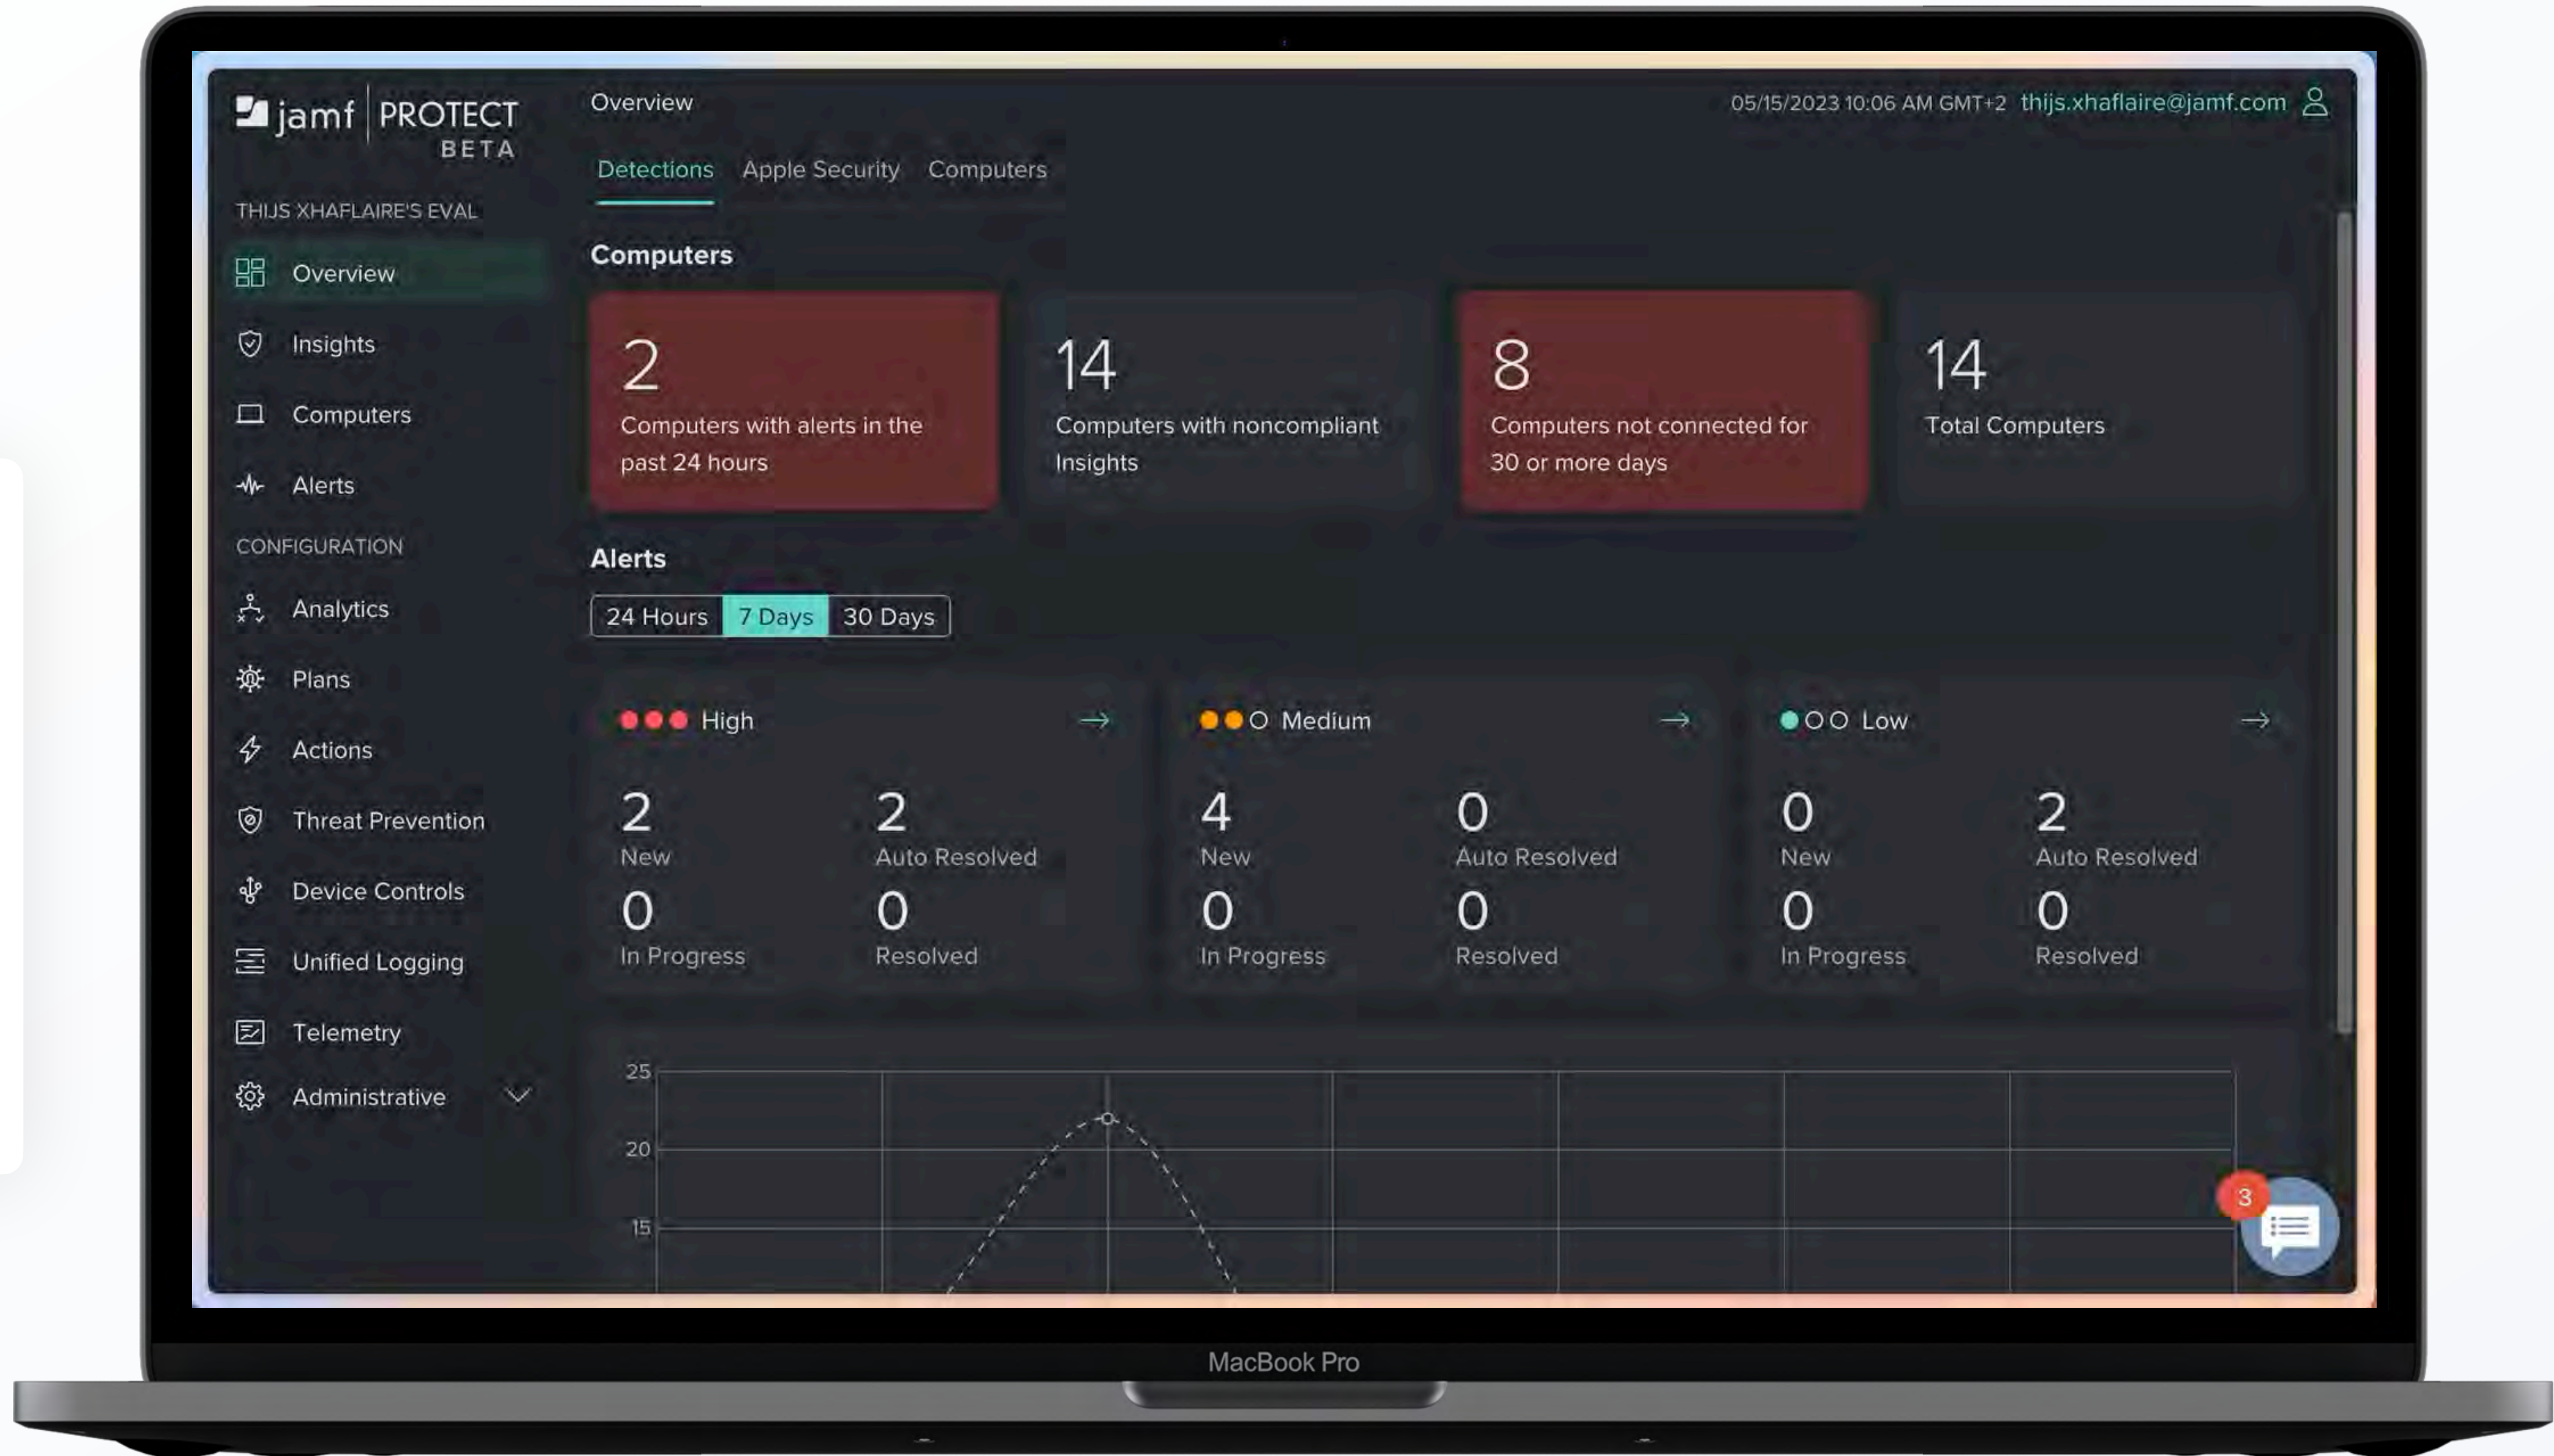 jamf PROTECT
BETA
THIJS XHAFLAIRE'S EVAL
Overview
Insights
Computers
Alerts
CONFIGURATION
Analytics
Plans
Actions
Threat Prevention
Device Controls
Unified Logging
Telemetry
Administrative
Overview
05/15/2023 10:06 AM GMT+2 thijs.xhaflaire@jamf.com
Detections Apple Security Computers
Computers
2
Computers with alerts in the
past 24 hours
14
Computers with noncompliant
Insights
8
Computers not connected for
30 or more days
14
Total Computers
Alerts
24 Hours 7 Days 30 Days
High
2
New
2
Auto Resolved
0
In Progress
0
Resolved
Medium
4
New
0
Auto Resolved
0
In Progress
0
Resolved
Low
0
New
2
Auto Resolved
0
In Progress
0
Resolved
25
20
15
3
MacBook Pro